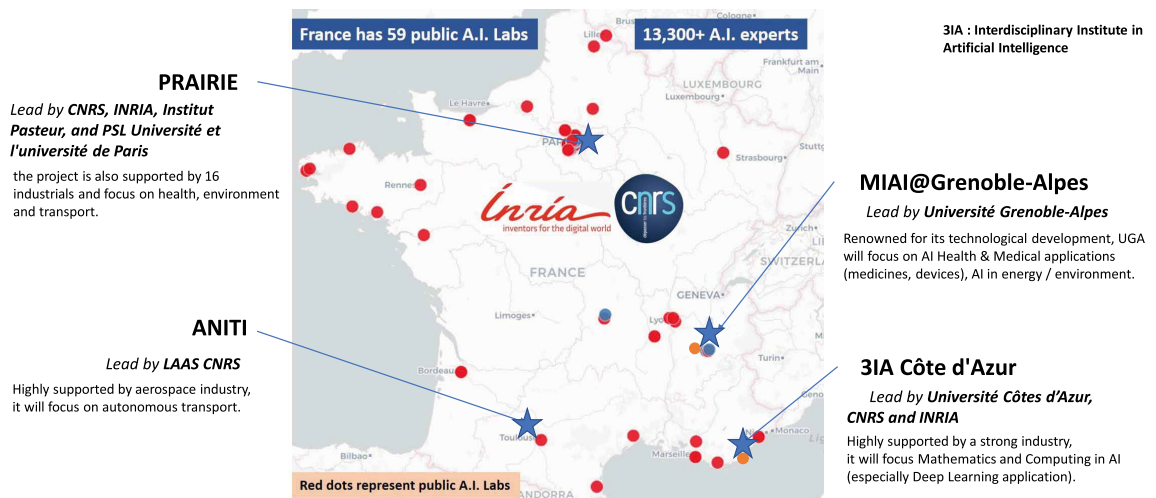 France has 59 public A.I. Labs
13,300+ A.I. experts
3IA : Interdisciplinary Institute in
Artificial Intelligence
PRAIRIE
Lead by CNRS, INRIA, Institut
Pasteur, and PSL Université et
l'université de Paris
the project is also supported by 16
industrials and focus on health, environment
and transport.
ANITI
Lead by LAAS CNRS
Highly supported by aerospace industry,
it will focus on autonomous transport.
Lille
Cologne
Frankfurt am
Main
LUXEMBOURG
Luxembourg
Le Havre
Strasbourg
Rennes
Inria
inventors for the digital world
cnrs
Zurich
SWITZERL
FRANCE
GENEVA
Limoges
Turin
Bordeau
Toulous
Marseille
Monaco
Bilbao
ANDORRA
Red dots represent public A.I. Labs
MIAI@Grenoble-Alpes
Lead by Université Grenoble-Alpes
Renowned for its technological development, UGA
will focus on AI Health & Medical applications
(medicines, devices), AI in energy / environment.
3IA Côte d'Azur
Lead by Université Côtes d’Azur,
CNRS and INRIA
Highly supported by a strong industry,
it will focus Mathematics and Computing in AI
(especially Deep Learning application).